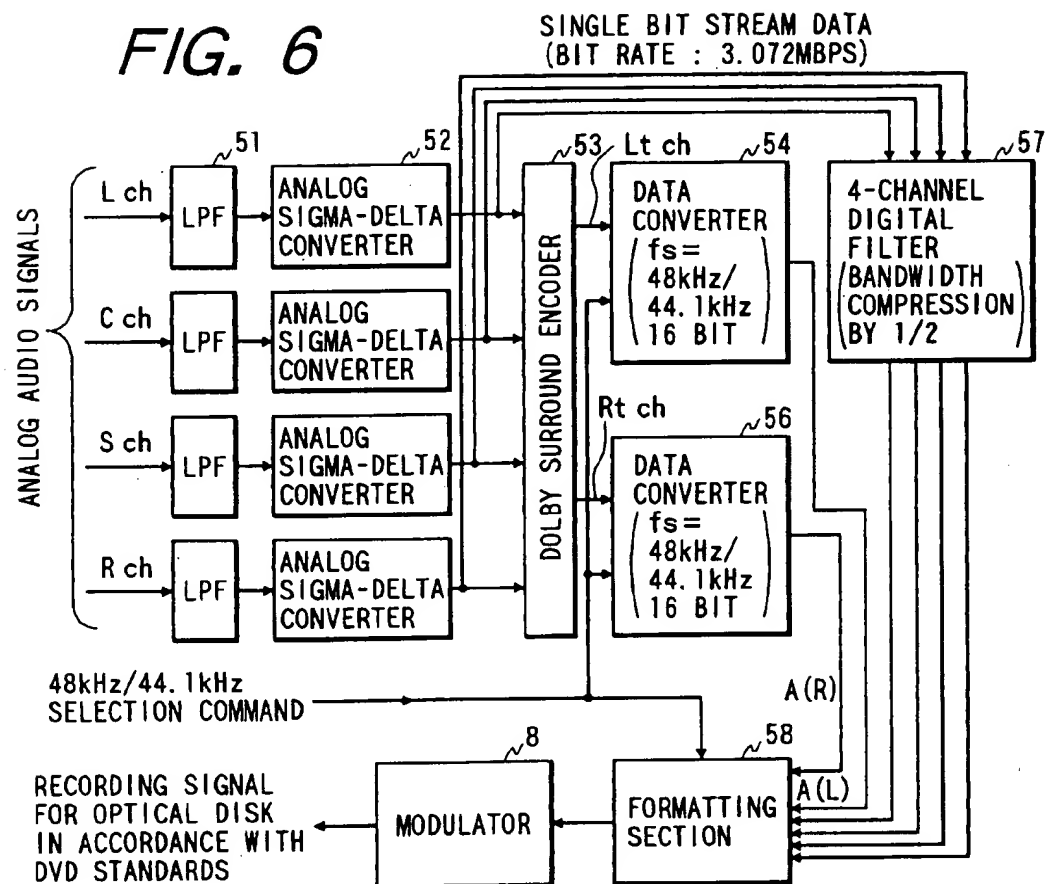 FIG. 6
SINGLE BIT STREAM DATA
(BIT RATE : 3.072MBPS)
ANALOG AUDIO SIGNALS
L ch
51
LPF
52
ANALOG
SIGMA-DELTA
CONVERTER
C ch
LPF
ANALOG
SIGMA-DELTA
CONVERTER
S ch
LPF
ANALOG
SIGMA-DELTA
CONVERTER
R ch
LPF
ANALOG
SIGMA-DELTA
CONVERTER
53
DOLBY SURROUND ENCODER
Lt ch
54
DATA
CONVERTER
(fs=
48kHz/
44.1kHz
16 BIT)
Rt ch
56
DATA
CONVERTER
(fs=
48kHz/
44.1kHz
16 BIT)
57
4-CHANNEL
DIGITAL
FILTER
(BANDWIDTH
COMPRESSION
BY 1/2)
48kHz/44.1kHz
SELECTION COMMAND
A(R)
A(L)
58
FORMATTING
SECTION
8
MODULATOR
RECORDING SIGNAL
FOR OPTICAL DISK
IN ACCORDANCE WITH
DVD STANDARDS